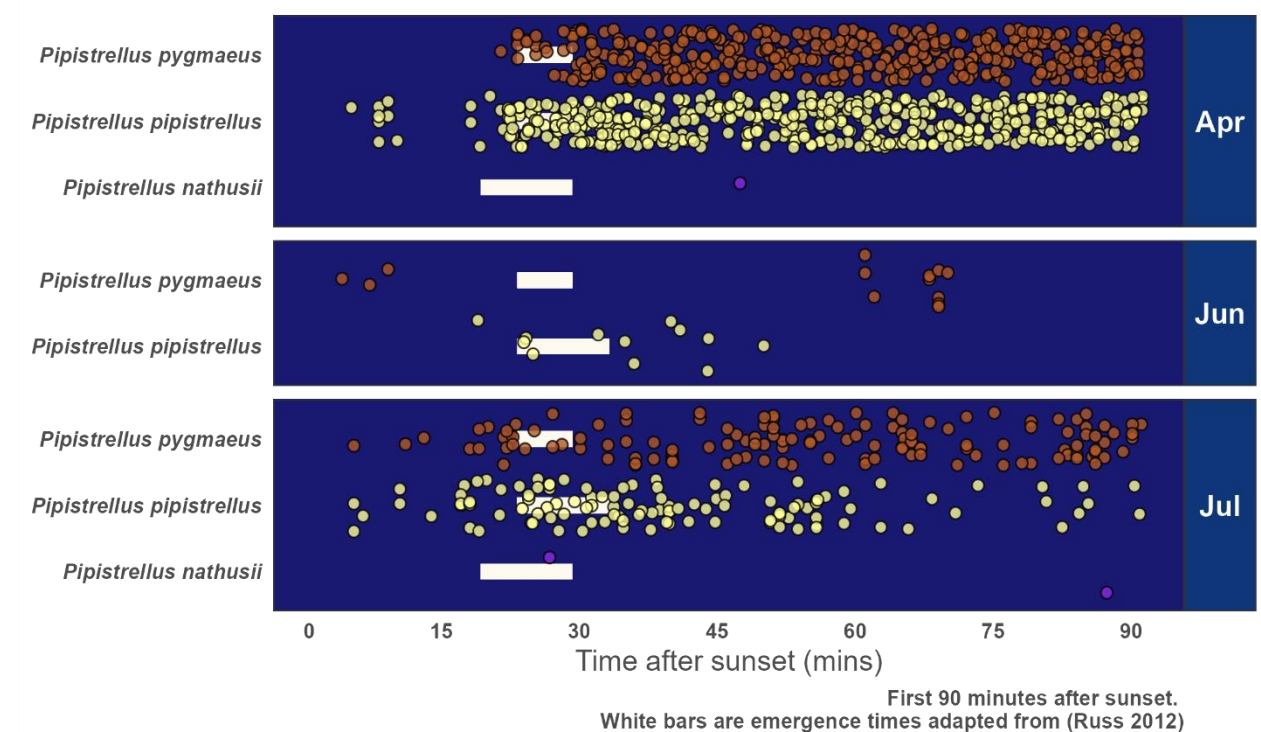 Pipistrellus pygmaeus
Pipistrellus pipistrellus
Pipistrellus nathusii
Apr
Pipistrellus pygmaeus
Pipistrellus pipistrellus
Jun
Pipistrellus pygmaeus
Pipistrellus pipistrellus
Pipistrellus nathusii
Jul
0 15 30 45 60 75 90
Time after sunset (mins)
First 90 minutes after sunset.
White bars are emergence times adapted from (Russ 2012)